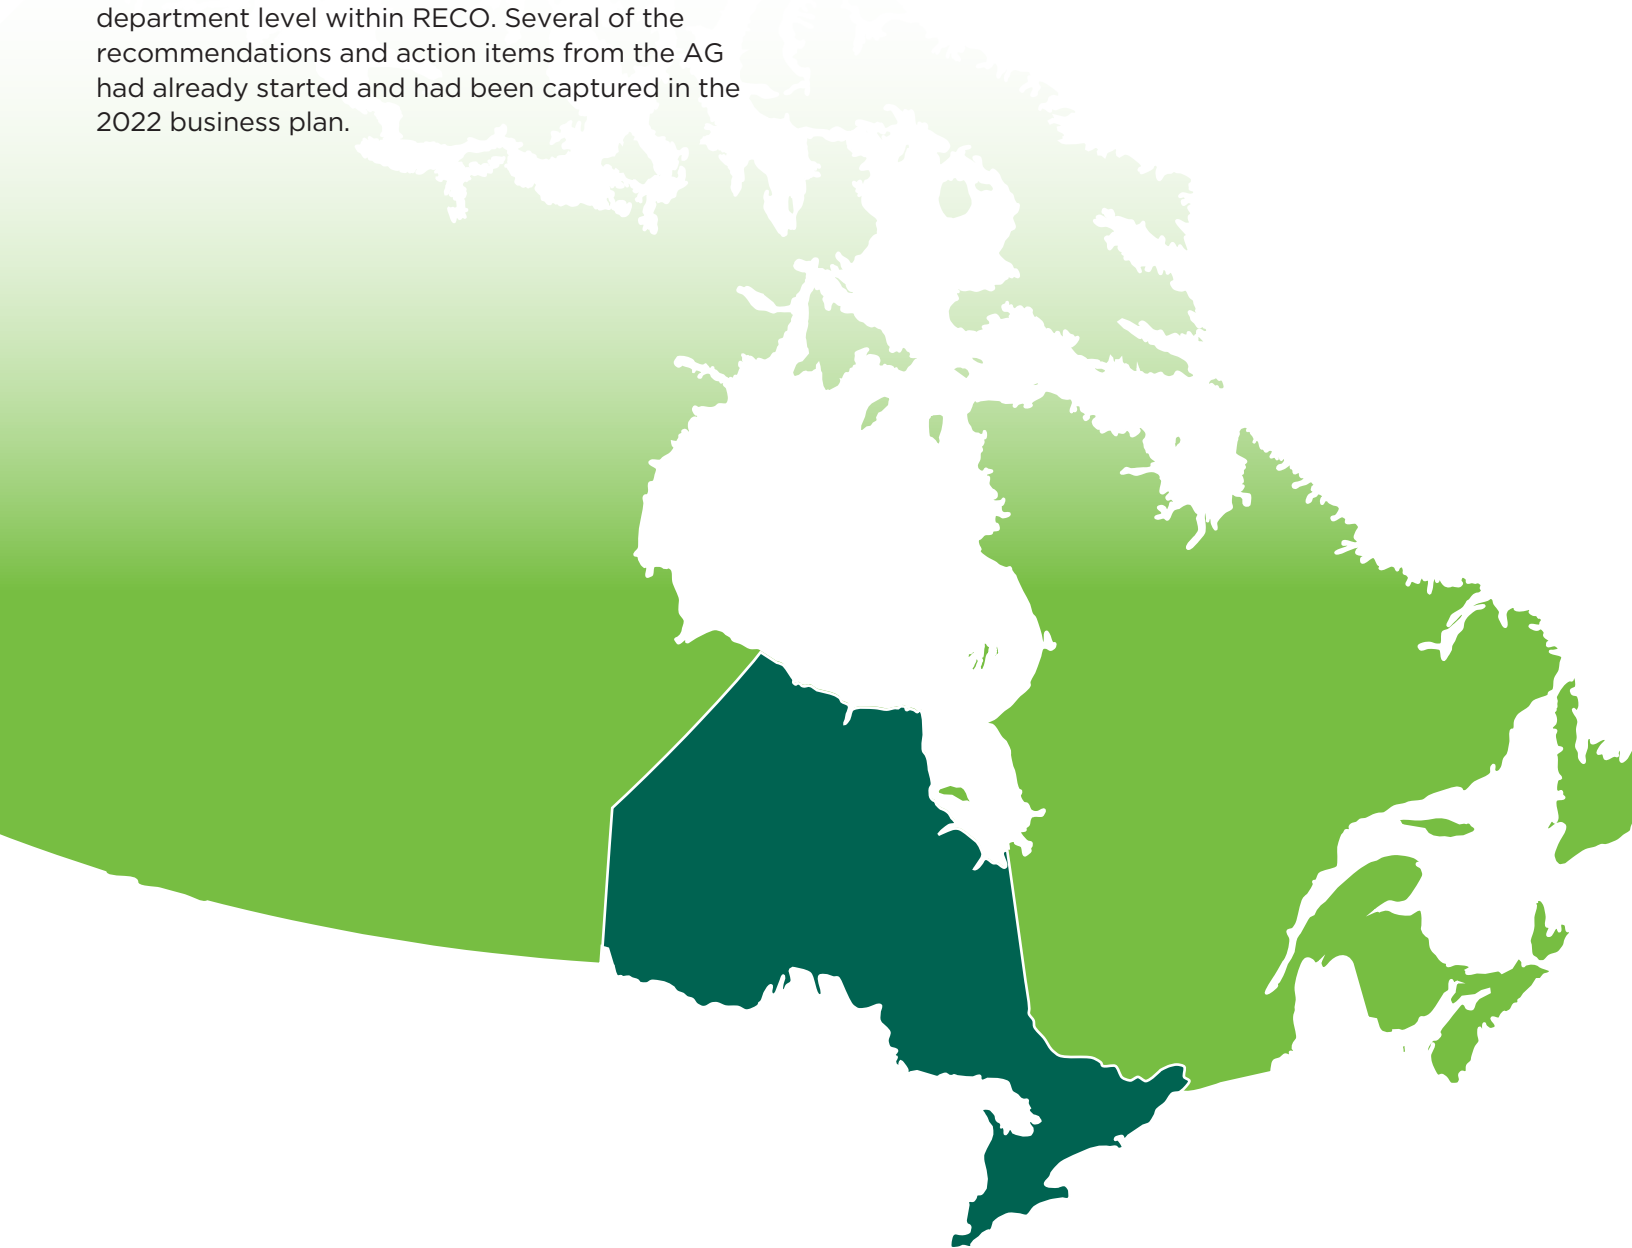 department level within RECO. Several of the
recommendations and action items from the AG
had already started and had been captured in the
2022 business plan.